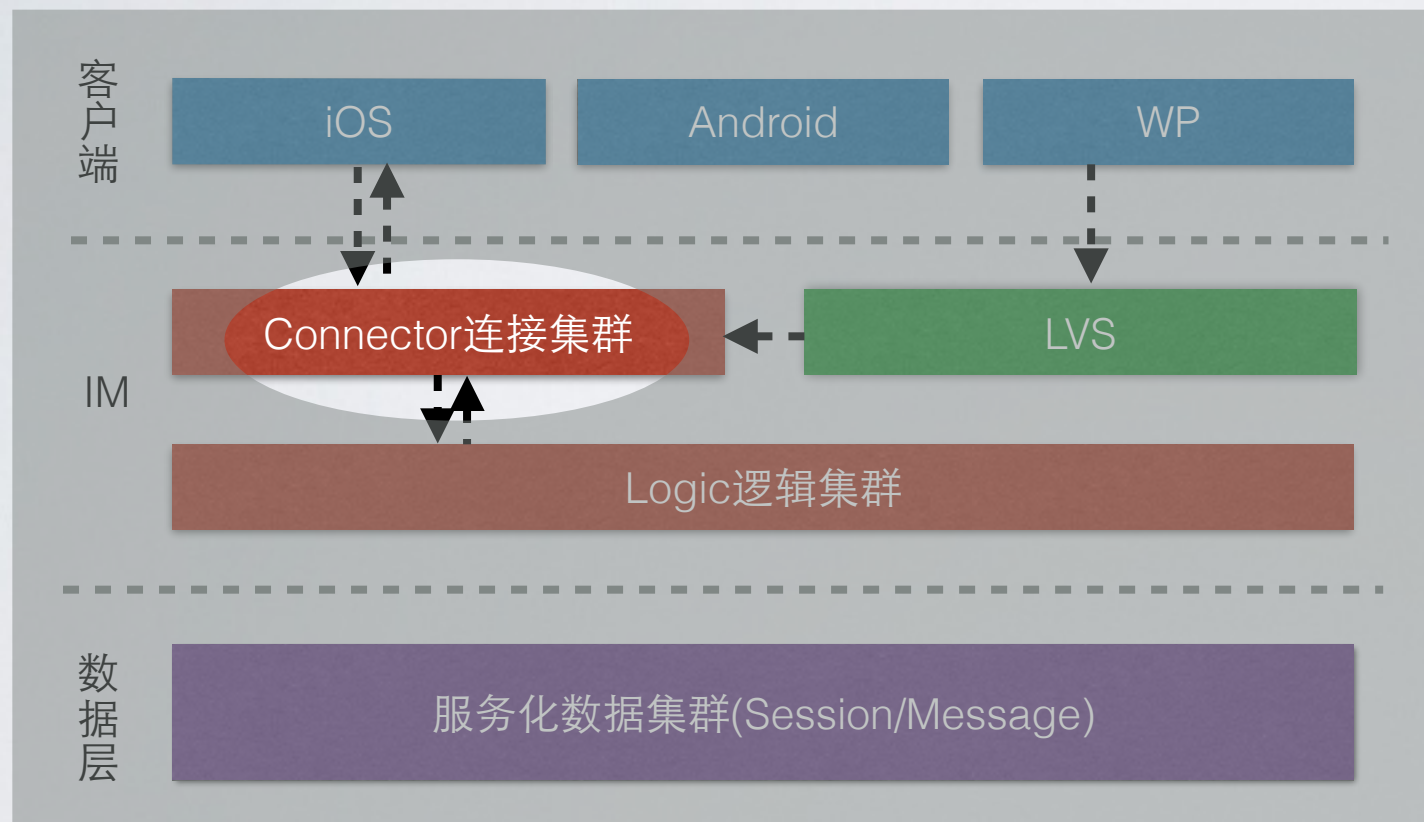 客户端
iOS
Android
WP
IM
Connector连接集群
LVS
Logic逻辑集群
数据层
服务化数据集群(Session/Message)